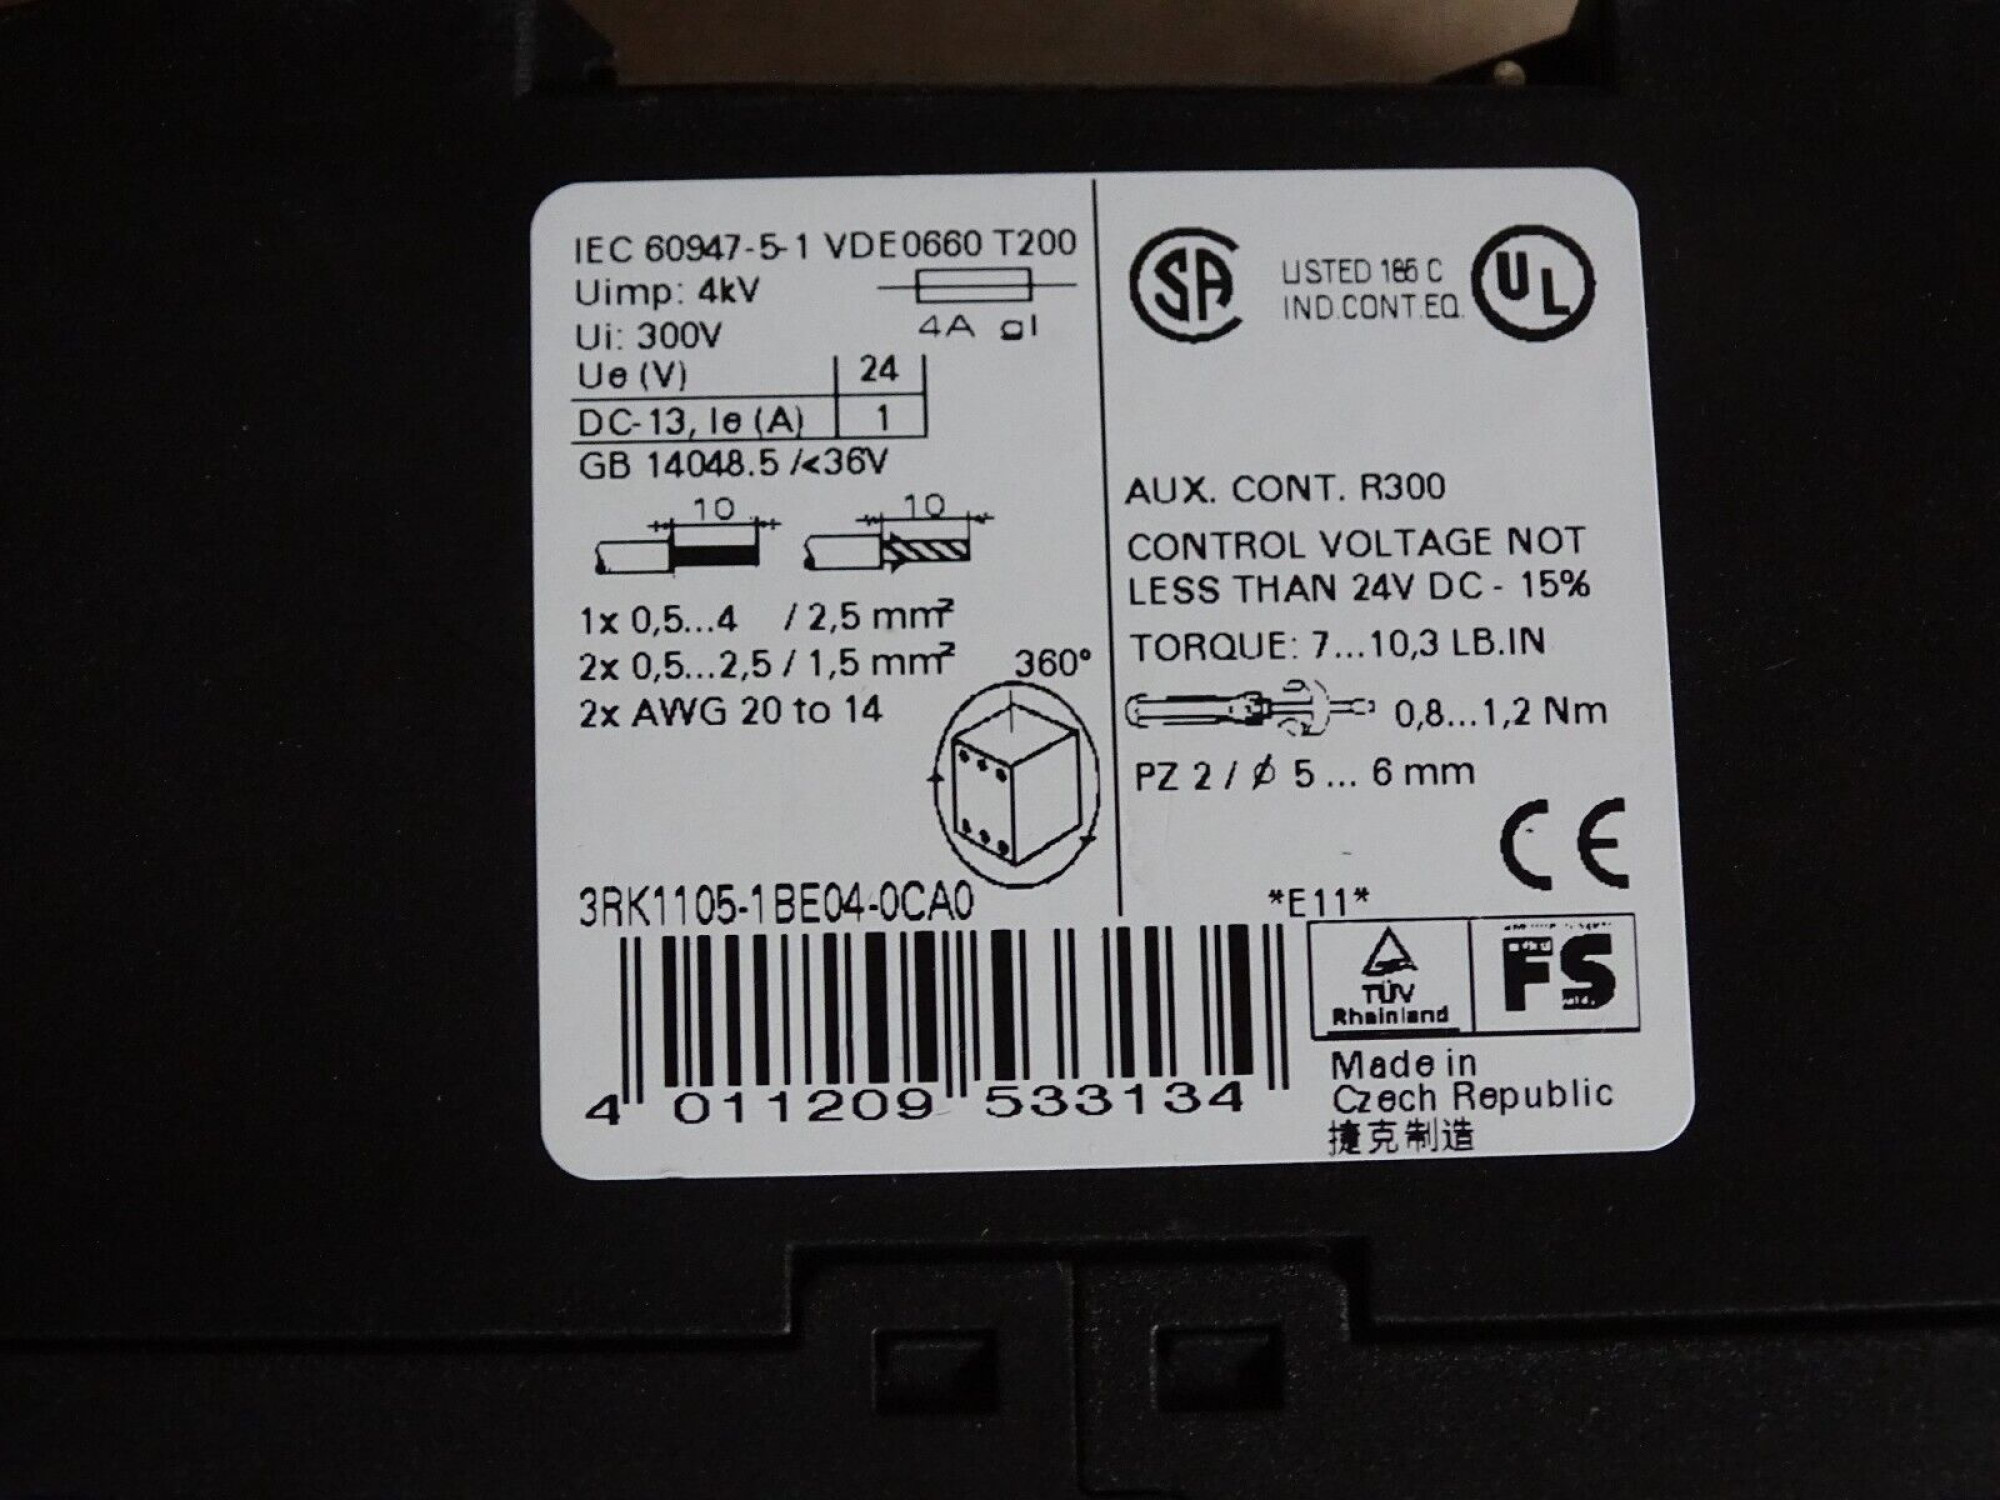 IEC 60947-5-1 VDE0660 T200
Uimp: 4kV
Ui: 300V
4A gl
Ue (V) 24
DC-13, Ie (A) 1
GB 14048.5 /<36V
10 10
1x 0,5...4 / 2,5 mm²
2x 0,5...2,5 / 1,5 mm²
2x AWG 20 to 14
360°
3RK1105-1BE04-0CA0
4 011209 533134
SA
LISTED C
IND.CONT.EQ.
UL
AUX. CONT. R300
CONTROL VOLTAGE NOT
LESS THAN 24V DC - 15%
TORQUE: 7...10,3 LB.IN
0,8...1,2 Nm
PZ 2 / ϕ 5 ... 6 mm
CE
*E11*
TÜV
Rheinland
FS
Made in
Czech Republic
捷克制造